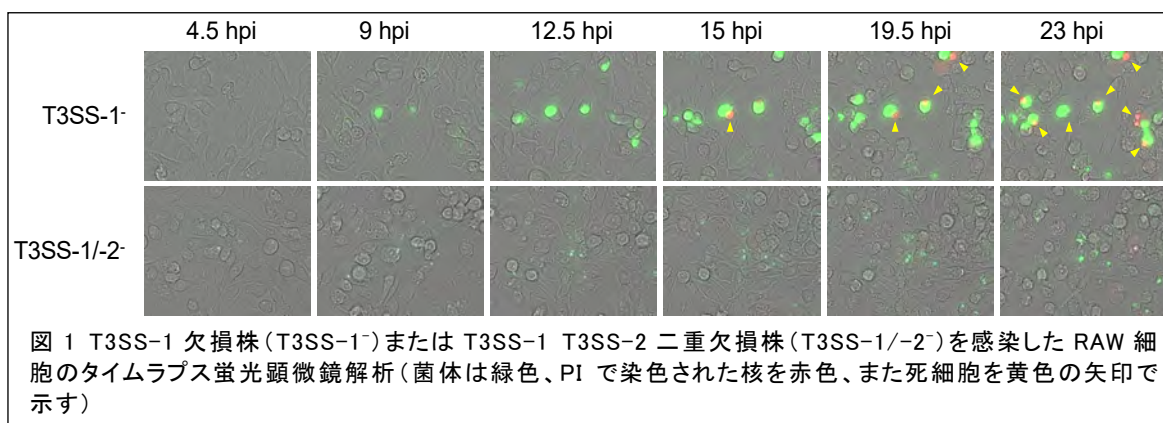 4.5 hpi 9 hpi 12.5 hpi 15 hpi 19.5 hpi 23 hpi
T3SS-1⁻
T3SS-1/-2⁻
図 1 T3SS-1 欠損株(T3SS-1⁻)または T3SS-1 T3SS-2 二重欠損株(T3SS-1/-2⁻)を感染した RAW 細
胞のタイムラプス蛍光顕微鏡解析(菌体は緑色、PI で染色された核を赤色、また死細胞を黄色の矢印で
示す)